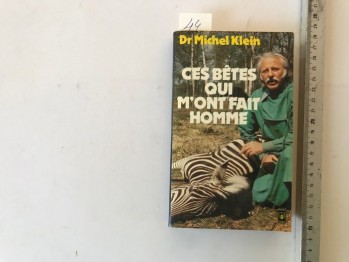 44
Dr Michel Klein
CES BÊTES
QUI
M'ONT FAIT
HOMME